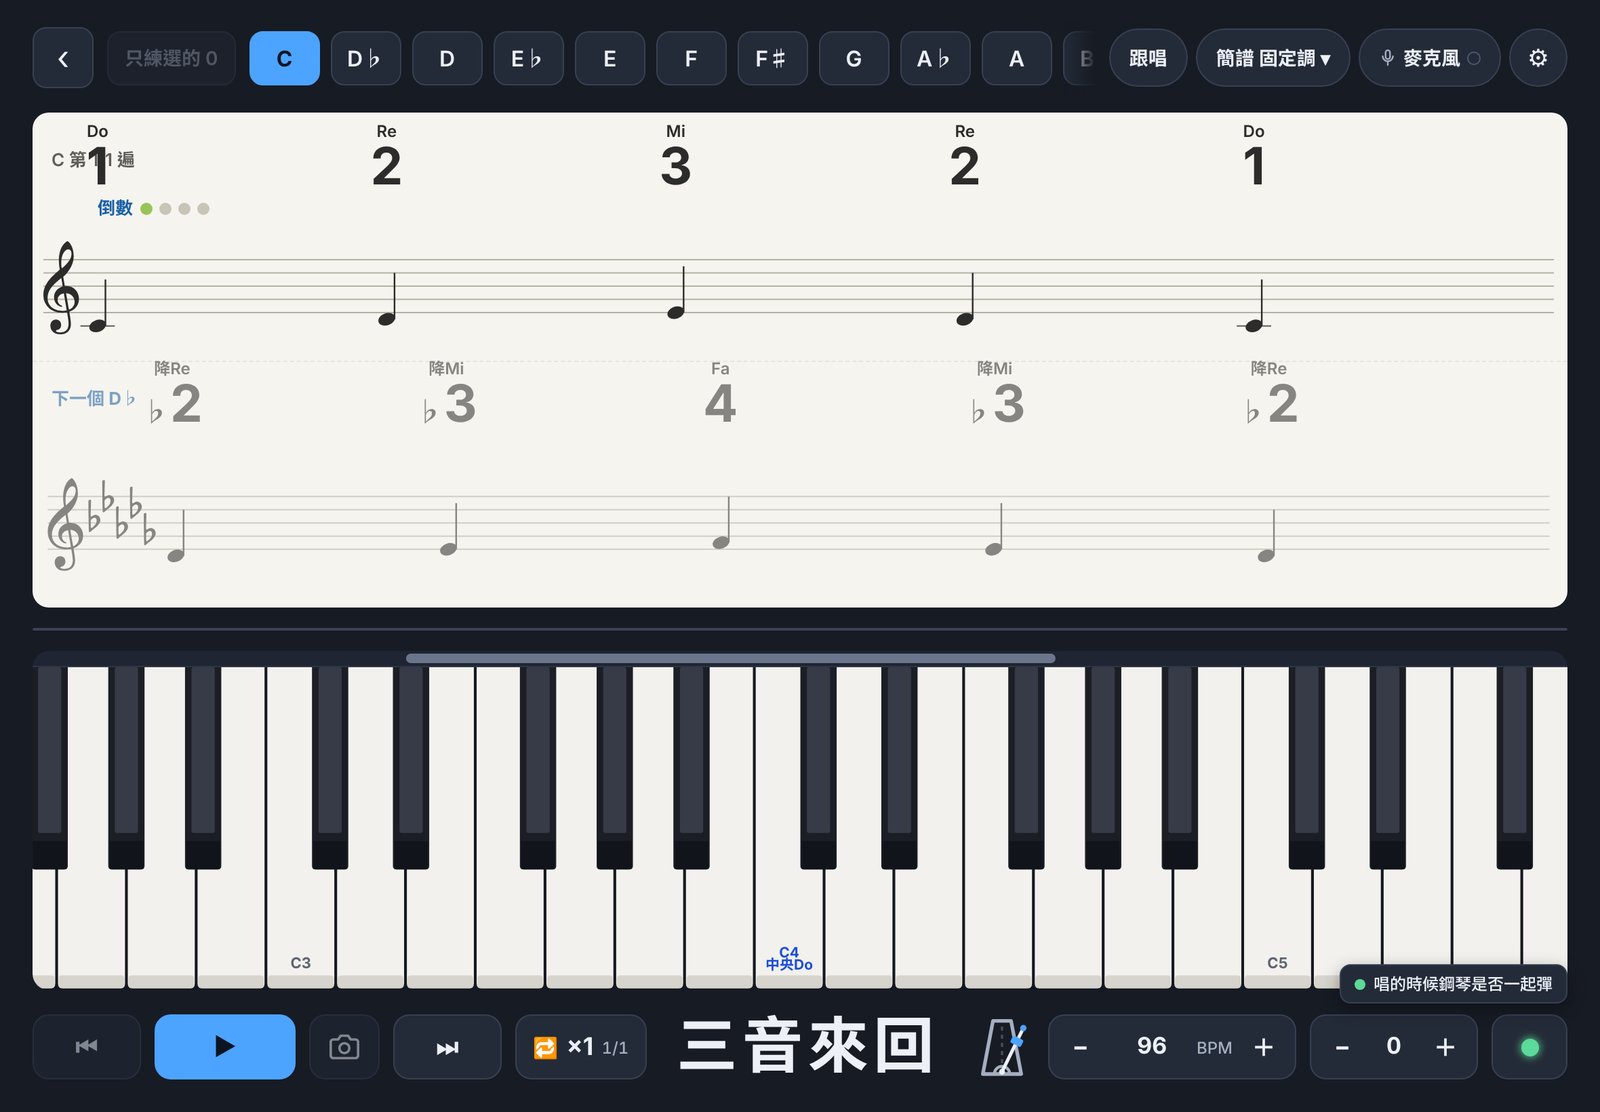 只練選的 0 C D♭ D E♭ E F F♯ G A♭ A B 跟唱 簡譜 固定調 ▾ 麥克風
Do Re Mi Re Do
C 第 1 遍
1 2 3 2 1
倒數
降Re 降Mi Fa 降Mi 降Re
下一個 D♭
♭2 ♭3 4 ♭3 ♭2
C3 C4 C5
中央Do
唱的時候鋼琴是否一起彈
×1 1/1 三音來回 − 96 BPM + − 0 +